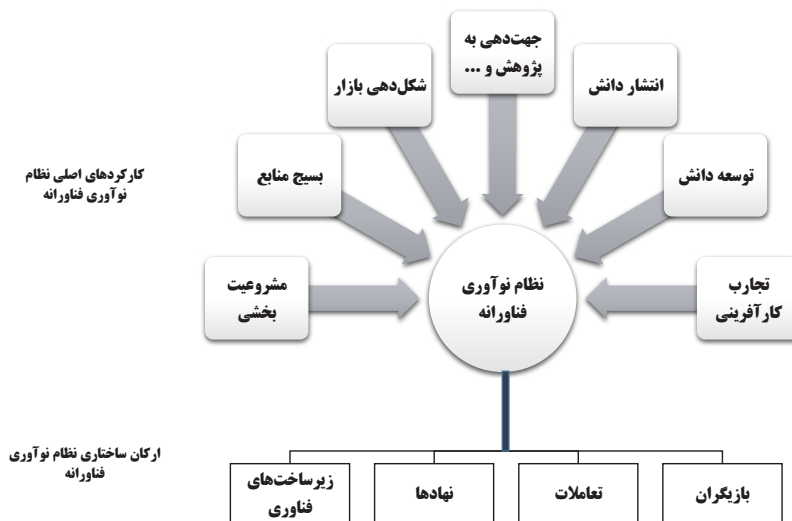 جهت‌دهی به
پژوهش و ...
شکل‌دهی بازار
انتشار دانش
بسیج منابع
توسعه دانش
کارکردهای اصلی نظام
نوآوری فناورانه
مشروعیت
بخشی
نظام نوآوری
فناورانه
تجارب
کارآفرینی
ارکان ساختاری نظام نوآوری
فناورانه
بازیگران
تعاملات
نهادها
زیرساخت‌های
فناوری